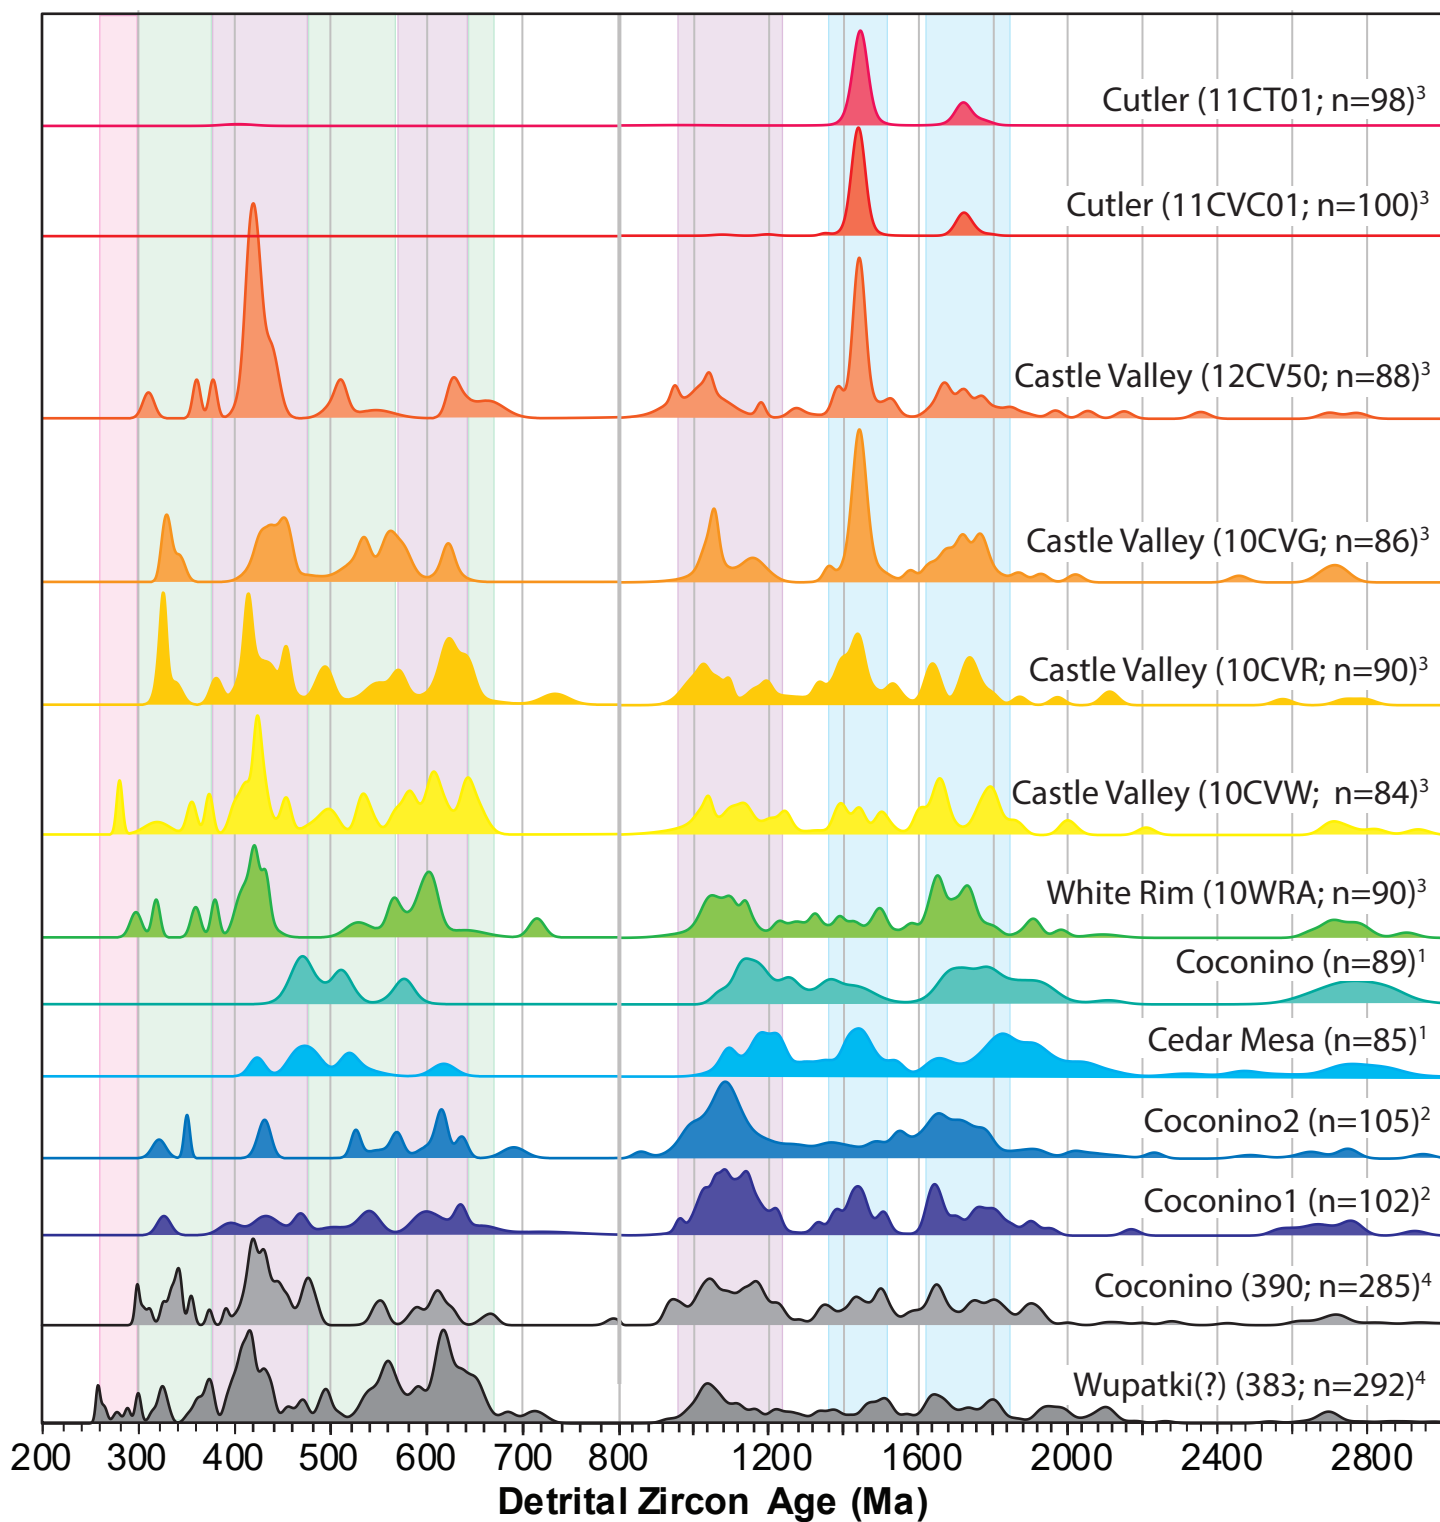 Cutler (11CT01; n=98)³
Cutler (11CVC01; n=100)³
Castle Valley (12CV50; n=88)³
Castle Valley (10CVG; n=86)³
Castle Valley (10CVR; n=90)³
Castle Valley (10CVW; n=84)³
White Rim (10WRA; n=90)³
Coconino (n=89)¹
Cedar Mesa (n=85)¹
Coconino2 (n=105)²
Coconino1 (n=102)²
Coconino (390; n=285)⁴
Wupatki(?) (383; n=292)⁴
200 300 400 500 600 700 800 1200 1600 2000 2400 2800
Detrital Zircon Age (Ma)